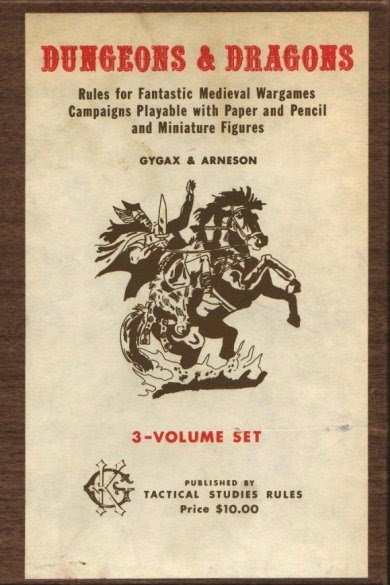 DUNGEONS & DRAGONS
Rules for Fantastic Medieval Wargames
Campaigns Playable with Paper and Pencil
and Miniature Figures
GYGAX & ARNESON
3-VOLUME SET
GK
PUBLISHED BY
TACTICAL STUDIES RULES
Price $10.00